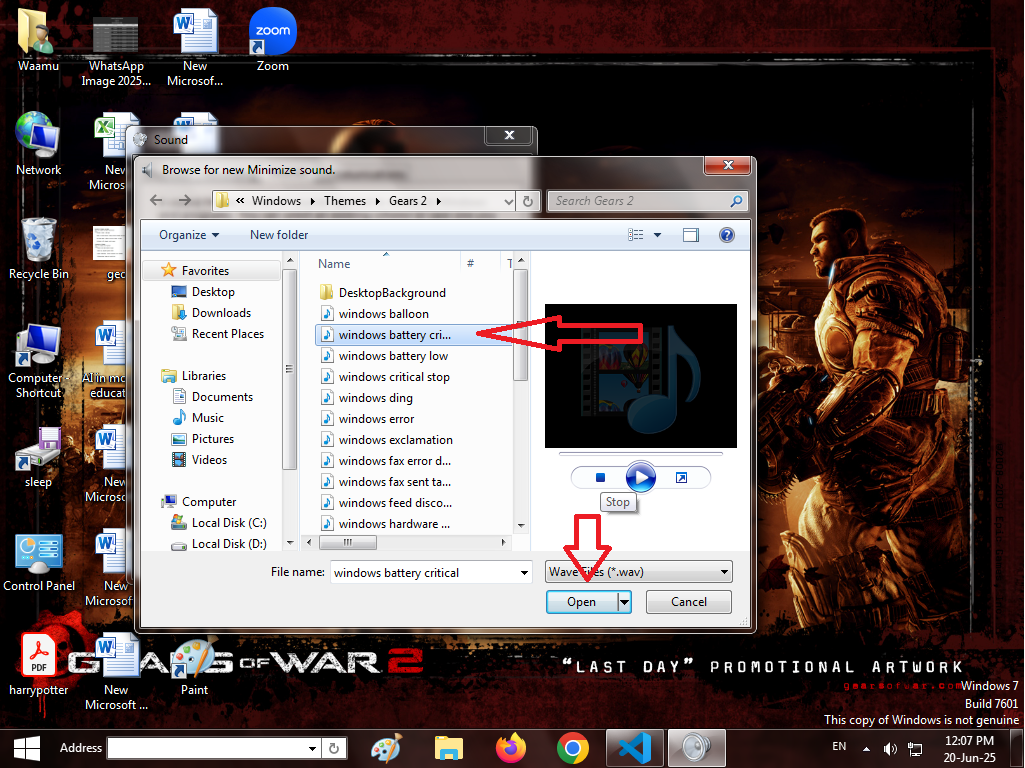 Waamu
WhatsApp
Image 2025...
New
Microsof...
Zoom
Network
New
Micros
Recycle Bin
gec
Computer -
Shortcut
AI in mo
educat
sleep
New
Microso
Control Panel
New
Microsof
harrypotter
PDF
New
Microsoft ...
Paint
zoom
Sound
Browse for new Minimize sound.
« Windows Themes Gears 2
Search Gears 2
Organize
New folder
Favorites
Desktop
Downloads
Recent Places
Libraries
Documents
Music
Pictures
Videos
Computer
Local Disk (C:)
Local Disk (D:)
Name
#
T
DesktopBackground
windows balloon
windows battery cri...
windows battery low
windows critical stop
windows ding
windows error
windows exclamation
windows fax error d...
windows fax sent ta...
windows feed disco...
windows hardware ...
Stop
File name:
windows battery critical
Wave Files (*.wav)
Open
Cancel
GEARS OF WAR 2
“LAST DAY” PROMOTIONAL ARTWORK
gearsofwar.com
Windows 7
Build 7601
This copy of Windows is not genuine
Address
EN
12:07 PM
20-Jun-25